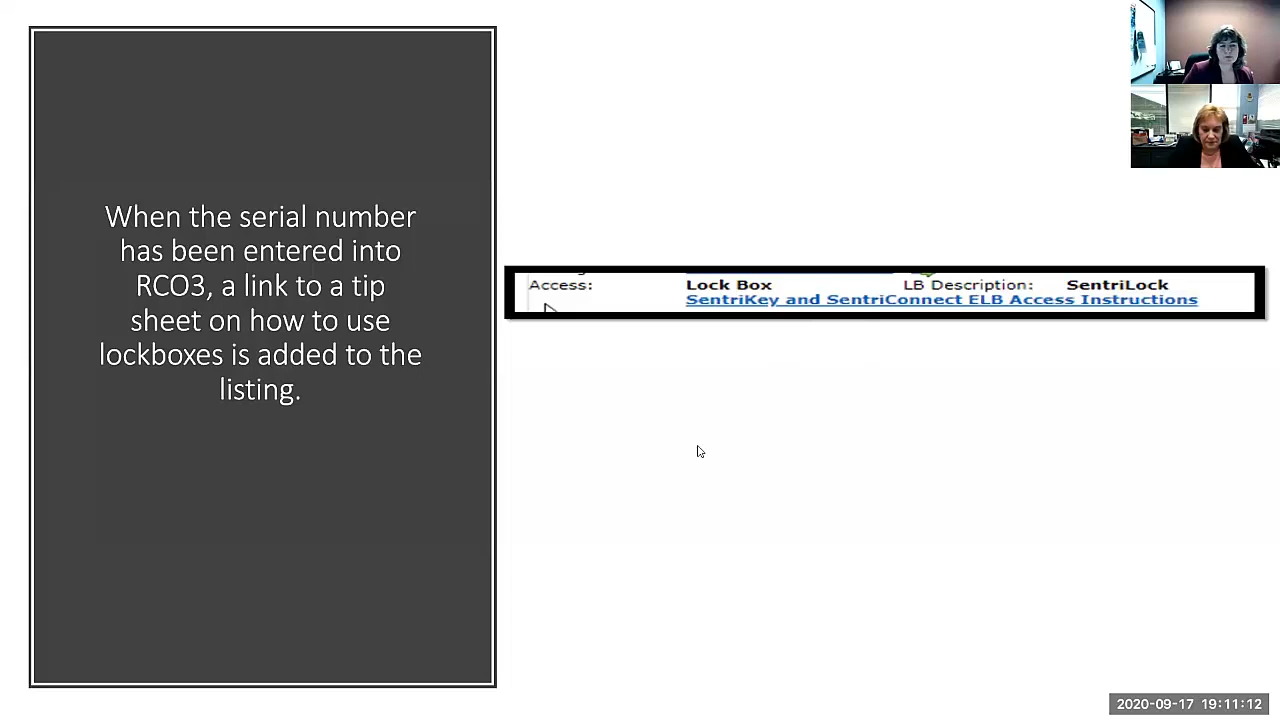 When the serial number
has been entered into
RCO3, a link to a tip
sheet on how to use
lockboxes is added to the
listing.
Access: Lock Box LB Description: SentriLock
SentriKey and SentriConnect ELB Access Instructions
2020-09-17 19:11:12